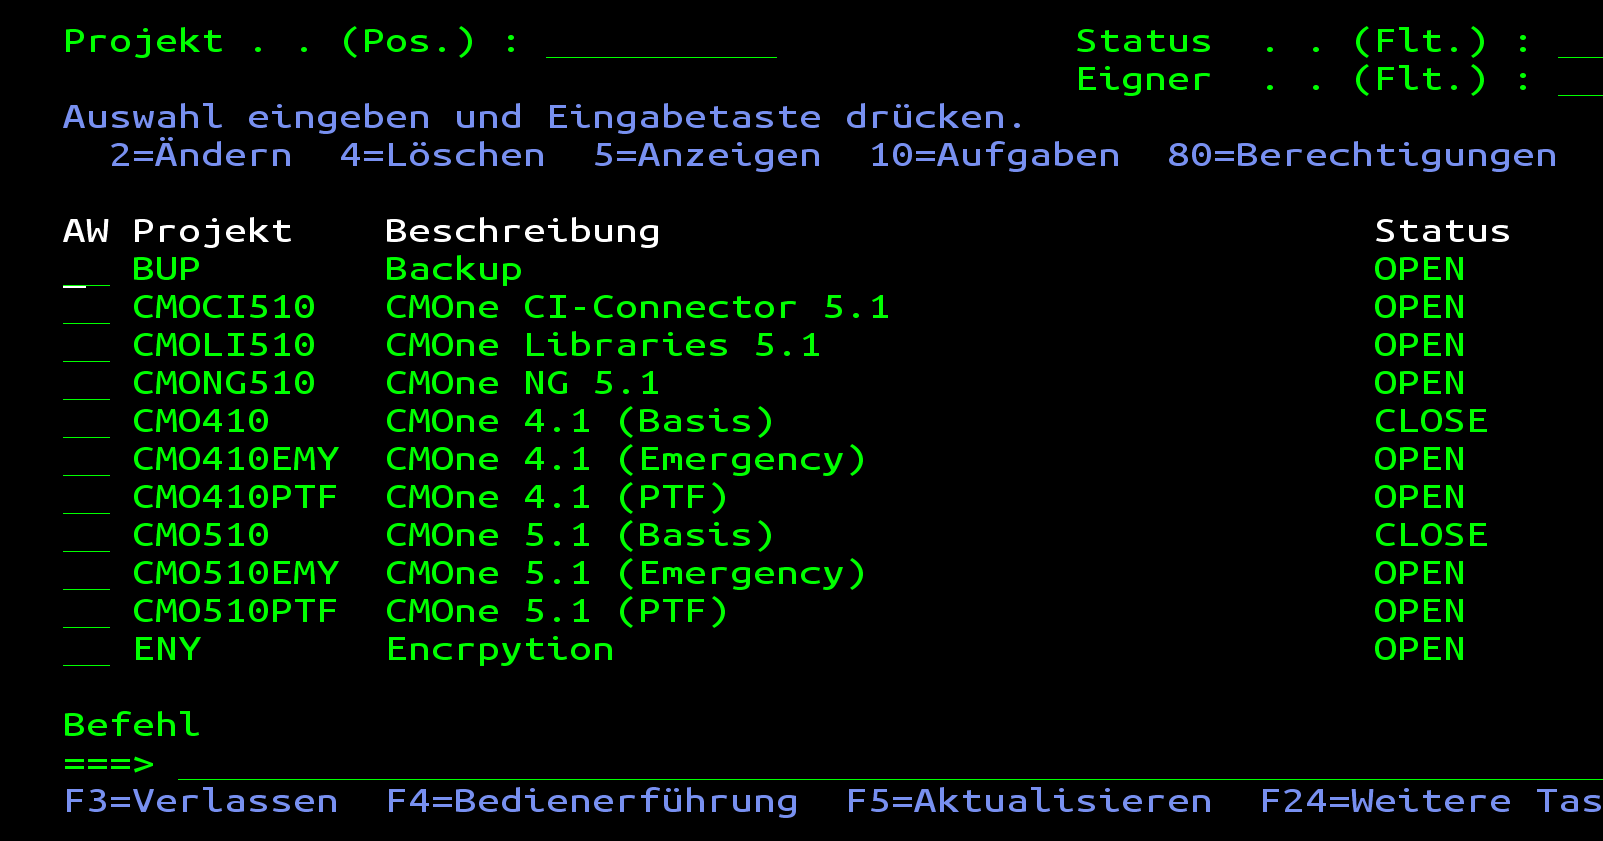 Projekt . . (Pos.) : Status . . (Flt.) :
Eigner . . (Flt.) :
Auswahl eingeben und Eingabetaste drücken.
2=Ändern 4=Löschen 5=Anzeigen 10=Aufgaben 80=Berechtigungen
AW Projekt Beschreibung Status
BUP Backup OPEN
CMOCI510 CMOne CI-Connector 5.1 OPEN
CMOLI510 CMOne Libraries 5.1 OPEN
CMONG510 CMOne NG 5.1 OPEN
CMO410 CMOne 4.1 (Basis) CLOSE
CMO410EMY CMOne 4.1 (Emergency) OPEN
CMO410PTF CMOne 4.1 (PTF) OPEN
CMO510 CMOne 5.1 (Basis) CLOSE
CMO510EMY CMOne 5.1 (Emergency) OPEN
CMO510PTF CMOne 5.1 (PTF) OPEN
ENY Encrpytion OPEN
Befehl
===>
F3=Verlassen F4=Bedienerführung F5=Aktualisieren F24=Weitere Tas